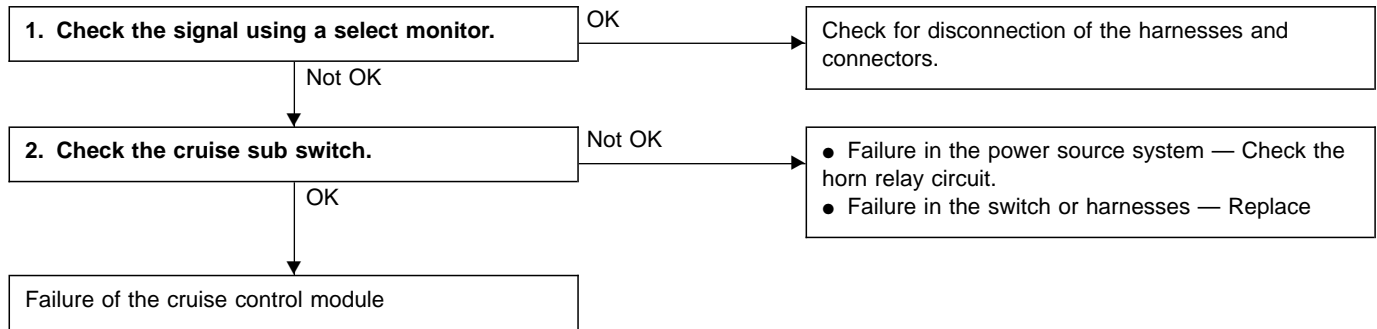 1. Check the signal using a select monitor.
OK
Check for disconnection of the harnesses and
connectors.
Not OK
2. Check the cruise sub switch.
Not OK
● Failure in the power source system — Check the
horn relay circuit.
● Failure in the switch or harnesses — Replace
OK
Failure of the cruise control module